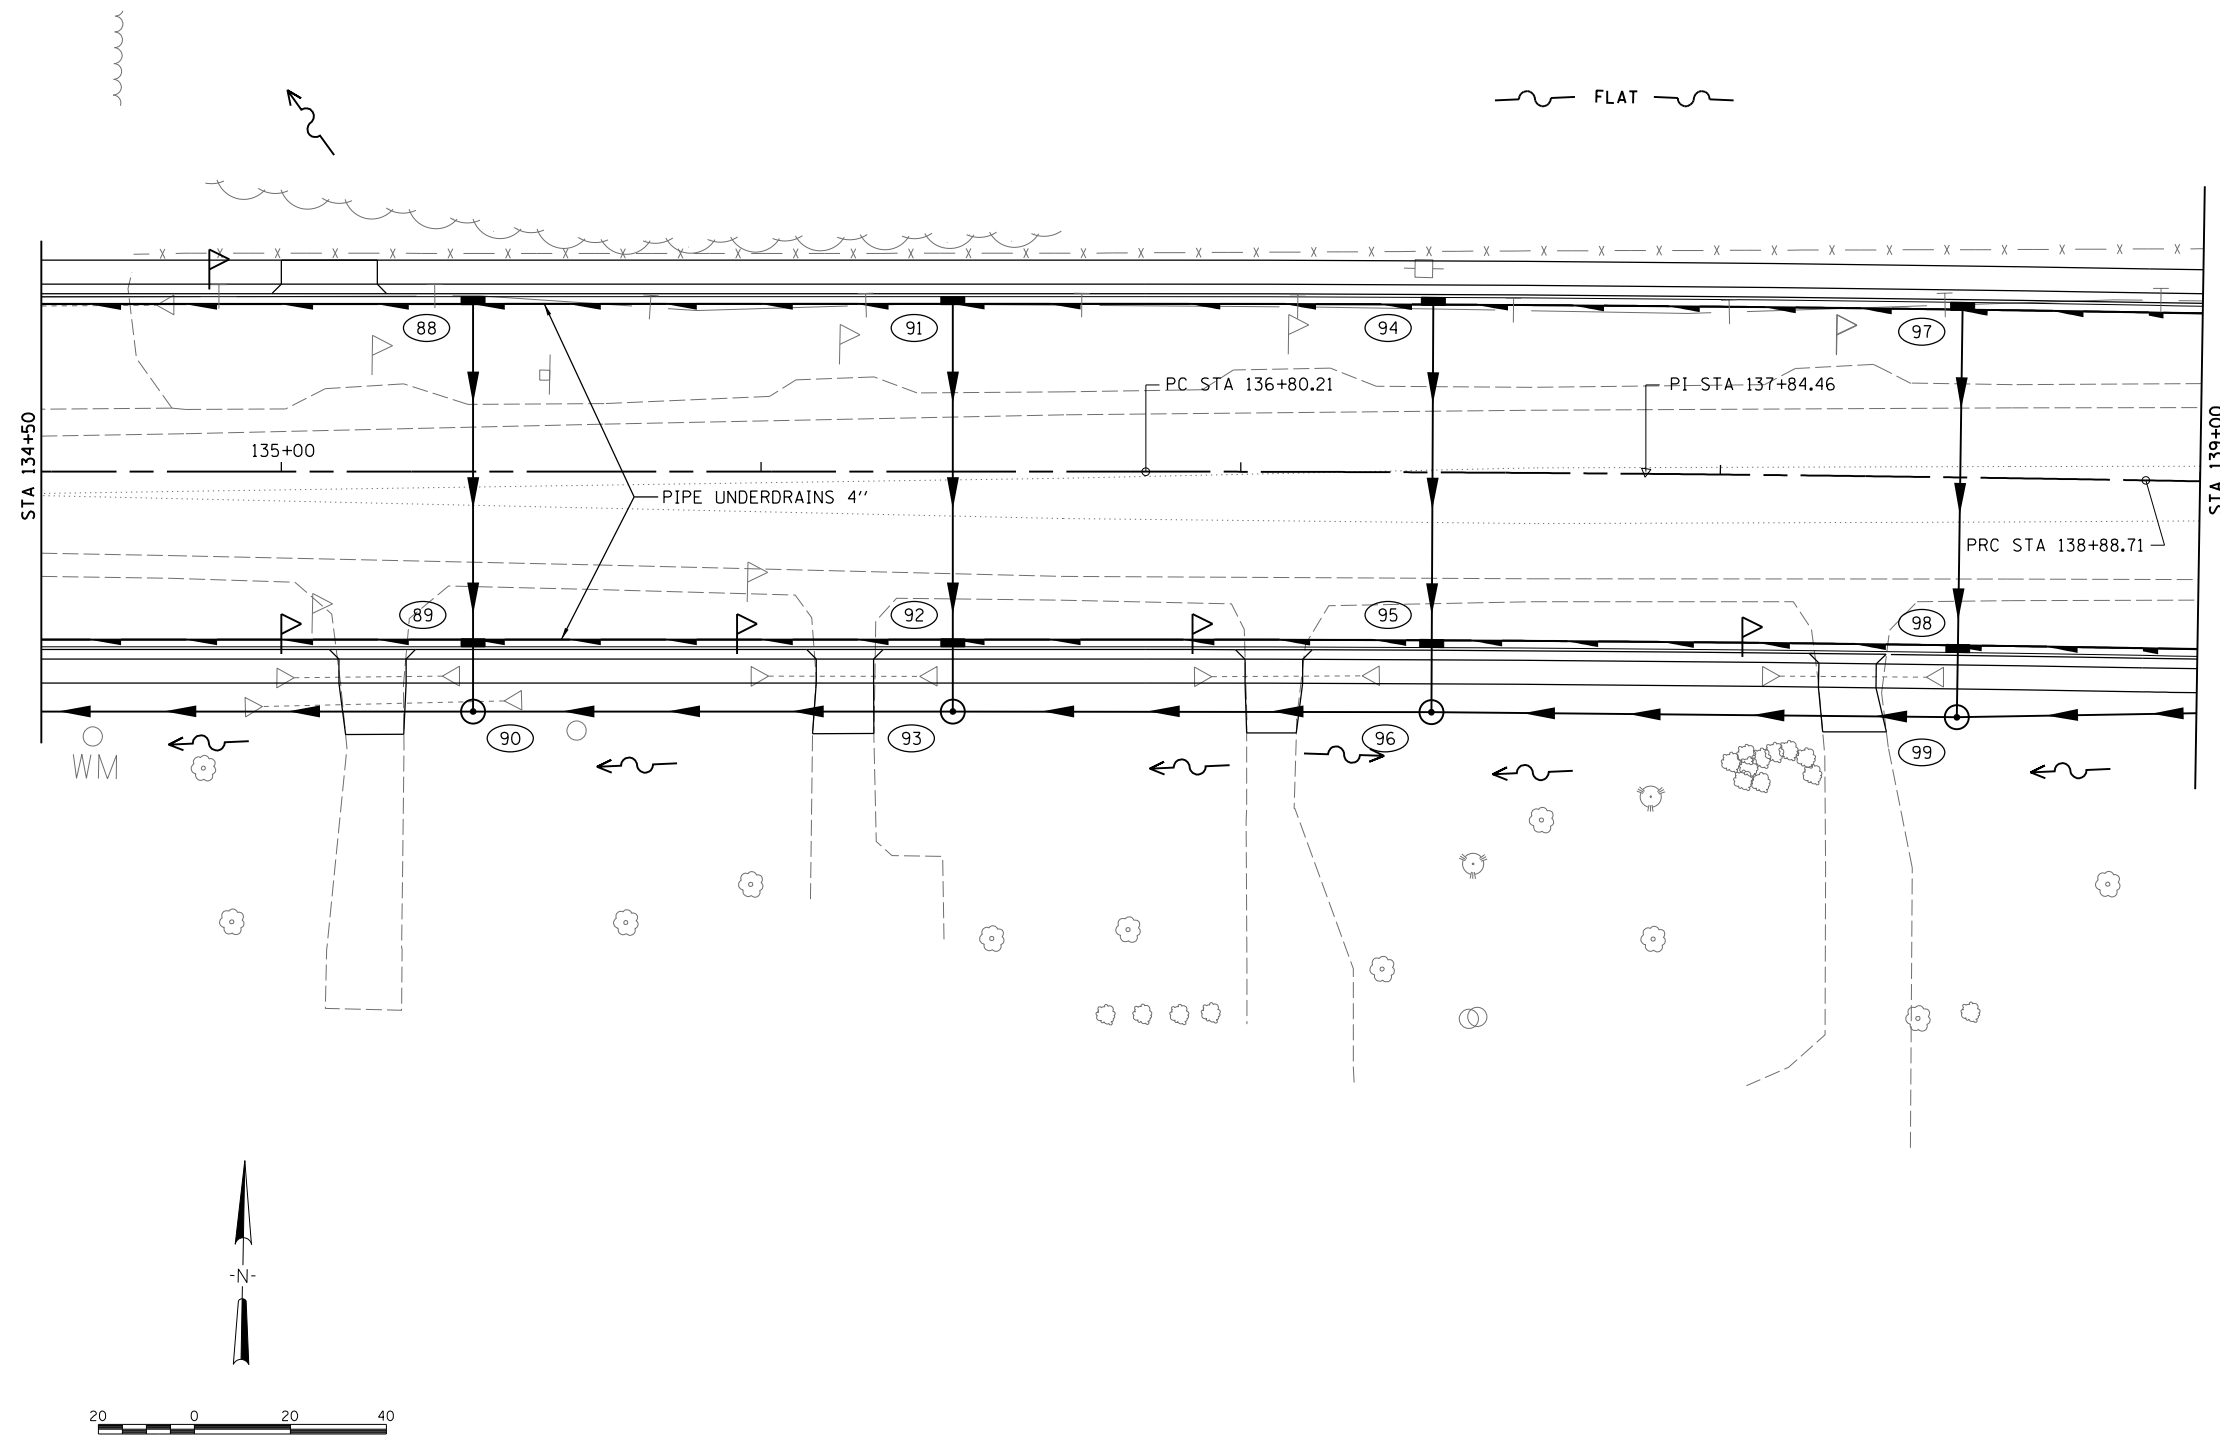 FLAT
88
91
94
97
PC STA 136+80.21
PI STA 137+84.46
STA 134+50
135+00
STA 139+00
PIPE UNDERDRAINS 4''
PRC STA 138+88.71
89
92
95
98
90
93
96
99
WM
-N-
20 0 20 40